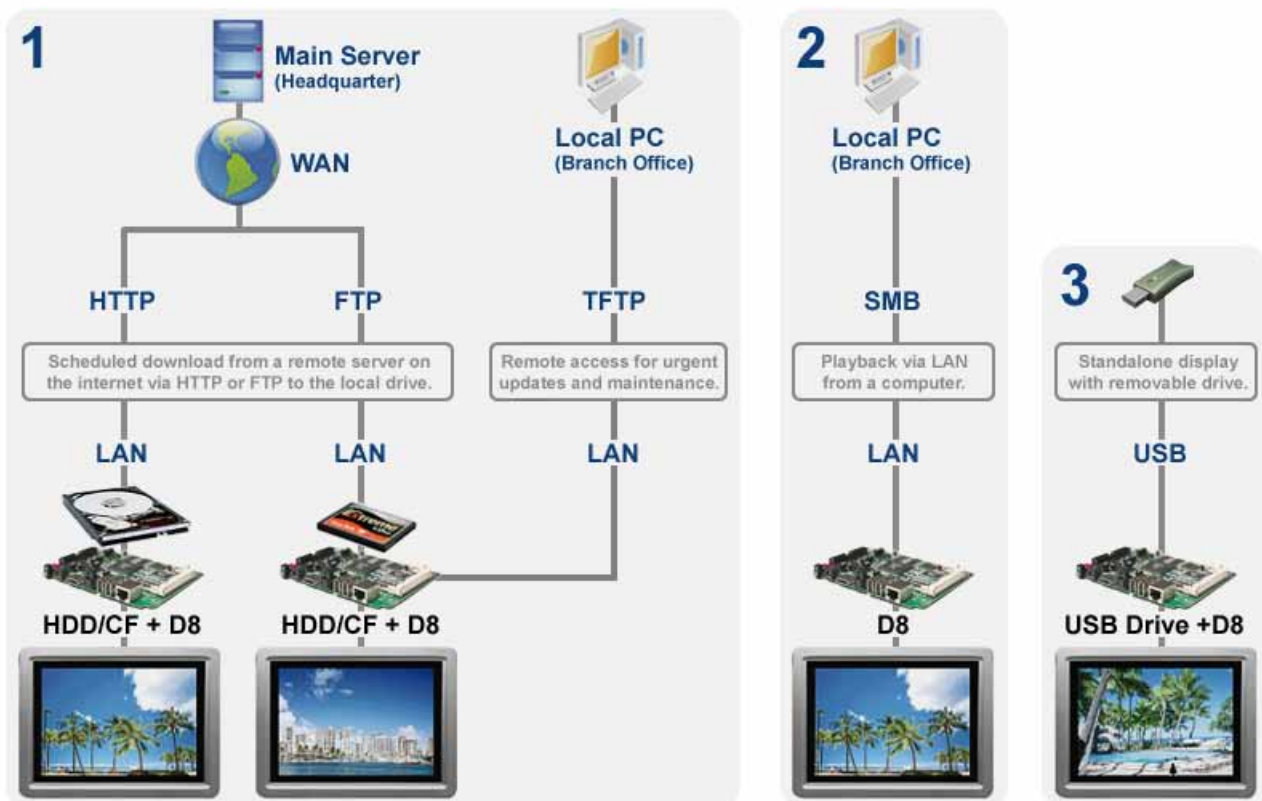 1
Main Server
(Headquarter)
WAN
Local PC
(Branch Office)
HTTP
FTP
TFTP
Scheduled download from a remote server on
the internet via HTTP or FTP to the local drive.
Remote access for urgent
updates and maintenance.
LAN
LAN
LAN
Extreme
HDD/CF + D8
HDD/CF + D8
2
Local PC
(Branch Office)
SMB
Playback via LAN
from a computer.
LAN
D8
3
Standalone display
with removable drive.
USB
USB Drive +D8